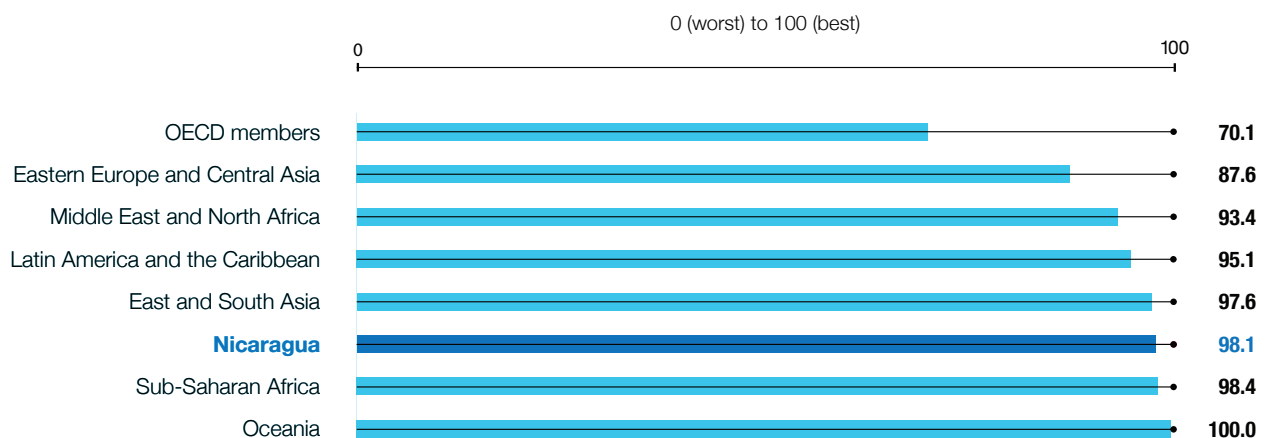 0 (worst) to 100 (best)
0 100
OECD members 70.1
Eastern Europe and Central Asia 87.6
Middle East and North Africa 93.4
Latin America and the Caribbean 95.1
East and South Asia 97.6
Nicaragua 98.1
Sub-Saharan Africa 98.4
Oceania 100.0